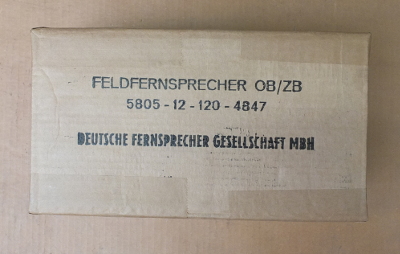 FELDFERNSPRECHER OB/ZB
5805-12-120-4847
DEUTSCHE FERNSPRECHER GESELLSCHAFT MBH